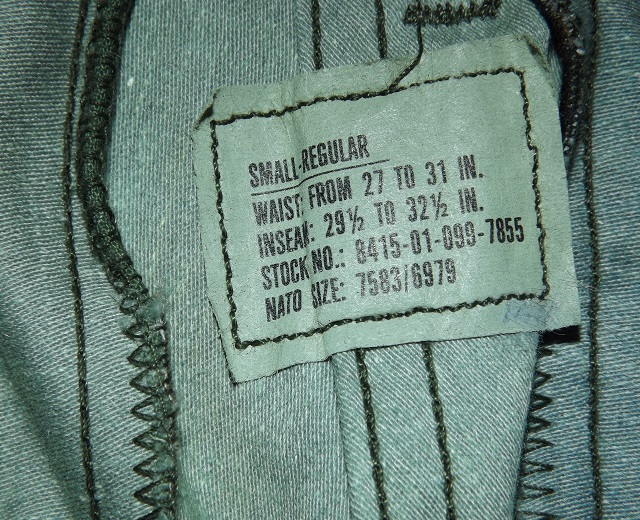 SMALL-REGULAR
WAIST: FROM 27 TO 31 IN.
INSEAM: 29½ TO 32½ IN.
STOCK NO.: 8415-01-099-7855
NATO SIZE: 7583/6979